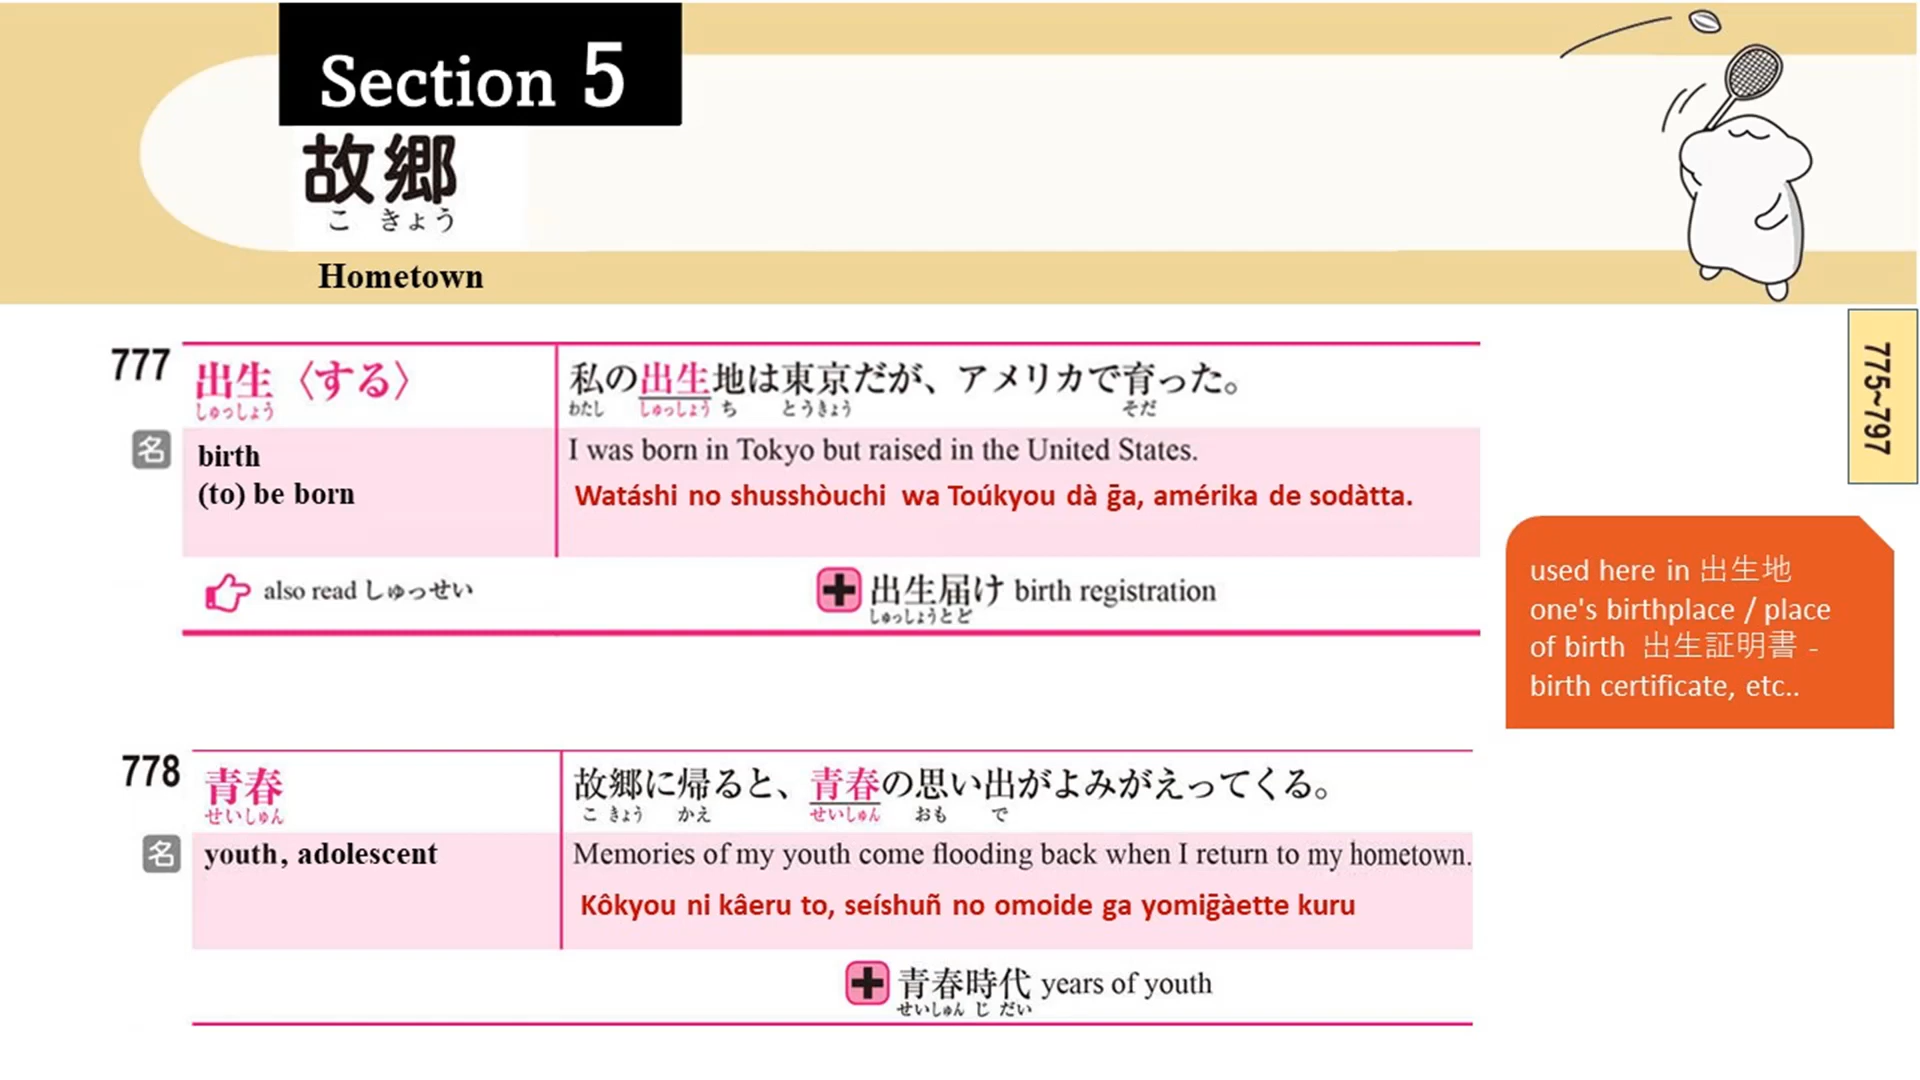 Section 5
故郷
こ きょう
Hometown
775~797
777
出生〈する〉
しゅっしょう
私の出生地は東京だが、アメリカで育った。
わたし しゅっしょう ち とうきょう そだ
名
birth
(to) be born
I was born in Tokyo but raised in the United States.
Watáshi no shusshòuchi wa Toúkyou dà ḡa, amérika de sodàtta.
also read しゅっせい
出生届け birth registration
しゅっしょうとど
used here in 出生地
one's birthplace / place
of birth 出生証明書 -
birth certificate, etc..
778
青春
せいしゅん
故郷に帰ると、青春の思い出がよみがえってくる。
こ きょう かえ せいしゅん おも で
名
youth, adolescent
Memories of my youth come flooding back when I return to my hometown.
Kôkyou ni kâeru to, seíshuñ no omoide ga yomiḡàette kuru
青春時代 years of youth
せいしゅん じ だい